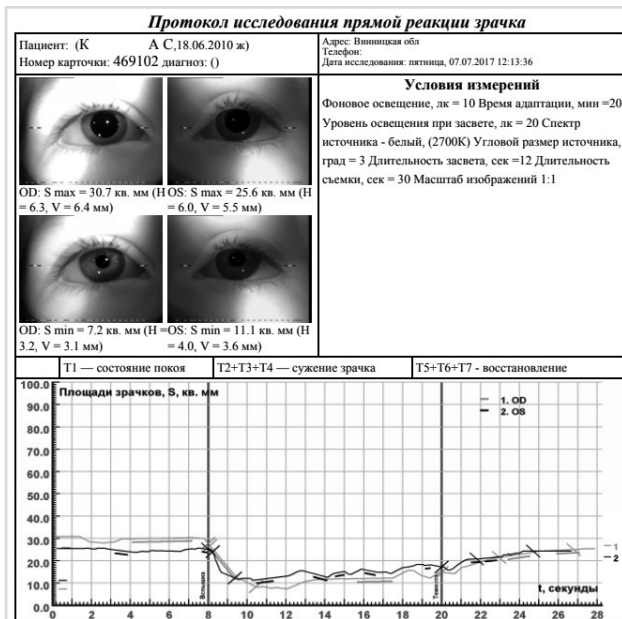 Протокол исследования прямой реакции зрачка
Пациент: (К А С,18.06.2010 ж)
Номер карточки: 469102 диагноз: ()
Адрес: Винницкая обл
Телефон:
Дата исследования: пятница, 07.07.2017 12:13:36
Условия измерений
Фоновое освещение, лк = 10 Время адаптации, мин =20
Уровень освещения при засвете, лк = 20 Спектр
источника - белый, (2700К) Угловой размер источника,
град = 3 Длительность засвета, сек =12 Длительность
съемки, сек = 30 Масштаб изображений 1:1
OD: S max = 30.7 кв. мм (H
= 6.3, V = 6.4 мм)
OS: S max = 25.6 кв. мм (H
= 6.0, V = 5.5 мм)
OD: S min = 7.2 кв. мм (H =
3.2, V = 3.1 мм)
OS: S min = 11.1 кв. мм (H
= 4.0, V = 3.6 мм)
T1 — состояние покоя
T2+T3+T4 — сужение зрачка
T5+T6+T7 - восстановление
100.0
Площади зрачков, S, кв. мм
1. OD
2. OS
90.0
80.0
70.0
60.0
50.0
40.0
30.0
20.0
10.0
0.0
1
2
Вспышка
Темнота
t, секунды
0 2 4 6 8 10 12 14 16 18 20 22 24 26 28